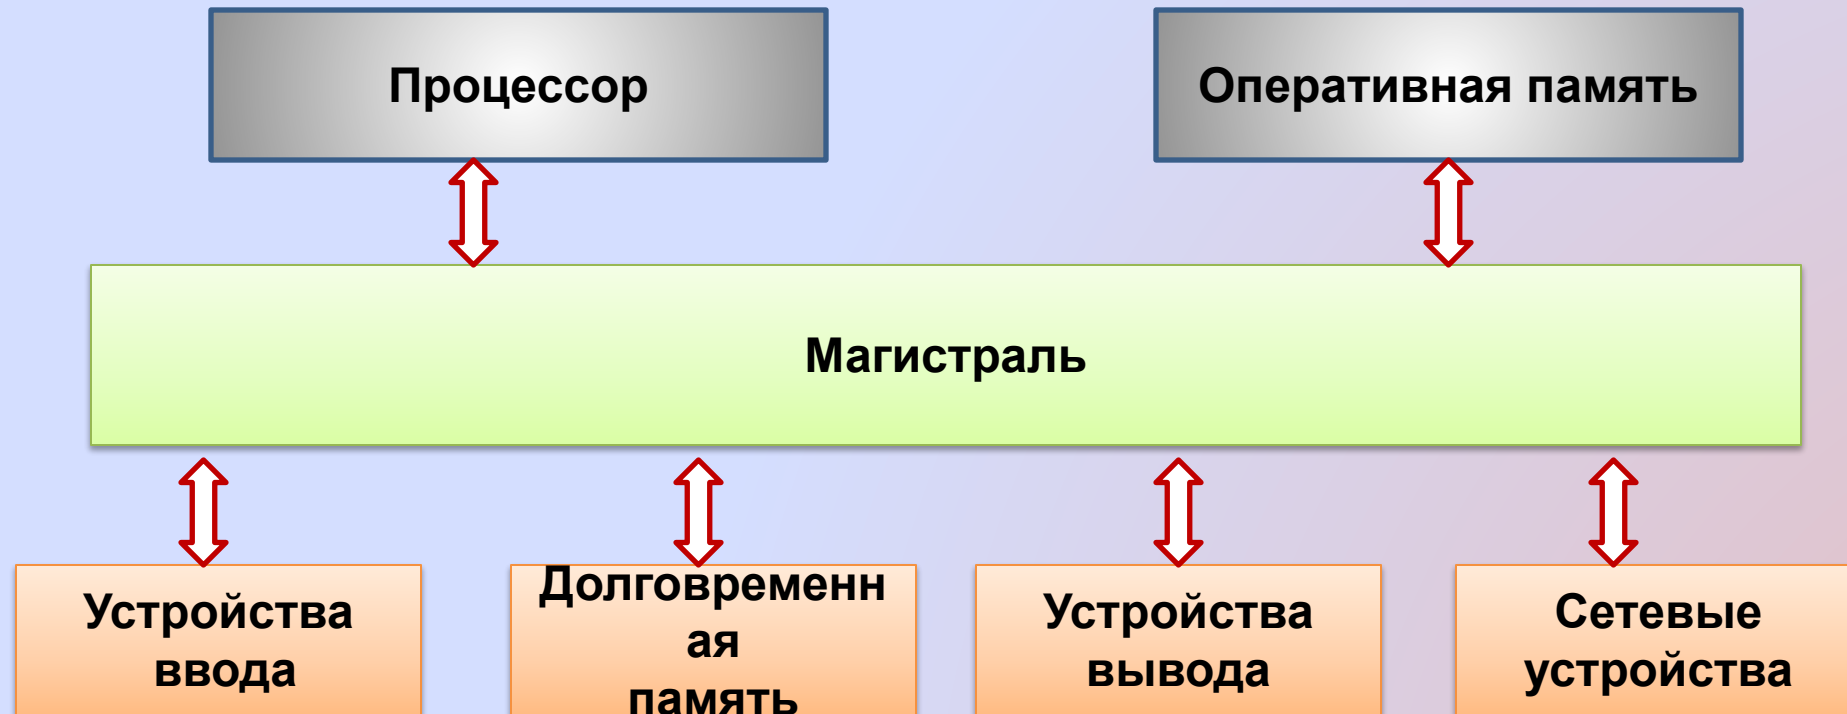 Процессор
Оперативная память
Магистраль
Устройства
ввода
Долговременн
ая
память
Устройства
вывода
Сетевые
устройства